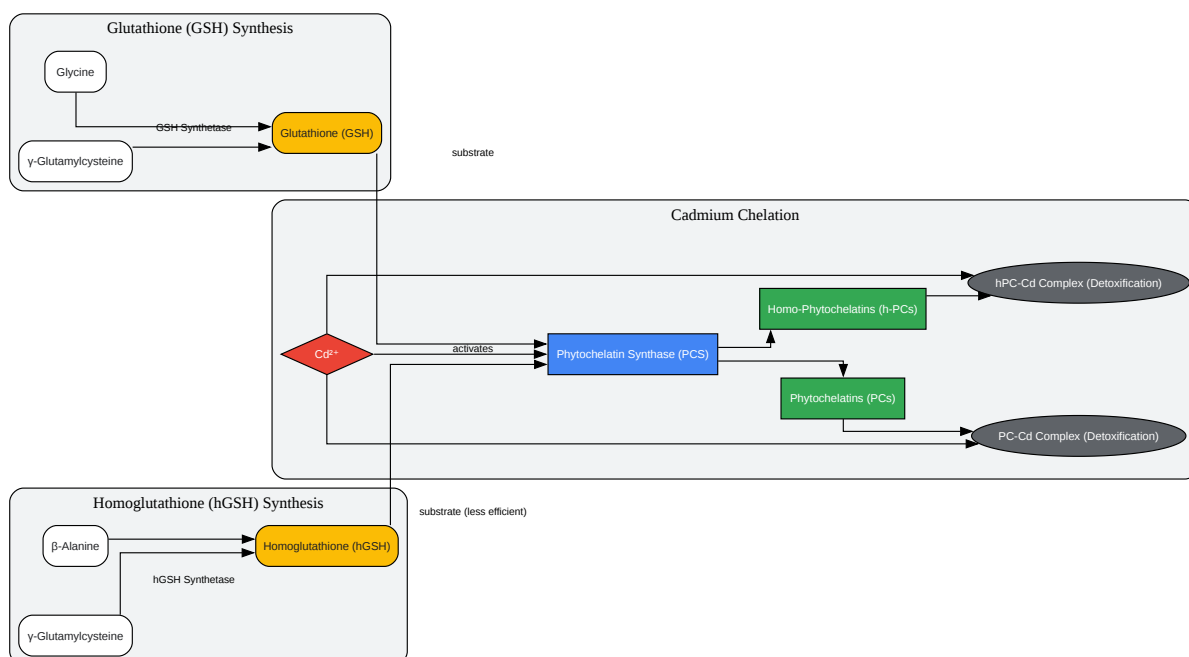 Glutathione (GSH) Synthesis
Glycine
GSH Synthetase
Glutathione (GSH)
γ-Glutamylcysteine
substrate
Cadmium Chelation
hPC-Cd Complex (Detoxification)
Homo-Phytochelatins (h-PCs)
Cd²⁺
activates
Phytochelatin Synthase (PCS)
Phytochelatins (PCs)
PC-Cd Complex (Detoxification)
Homoglutathione (hGSH) Synthesis
substrate (less efficient)
β-Alanine
Homoglutathione (hGSH)
hGSH Synthetase
γ-Glutamylcysteine